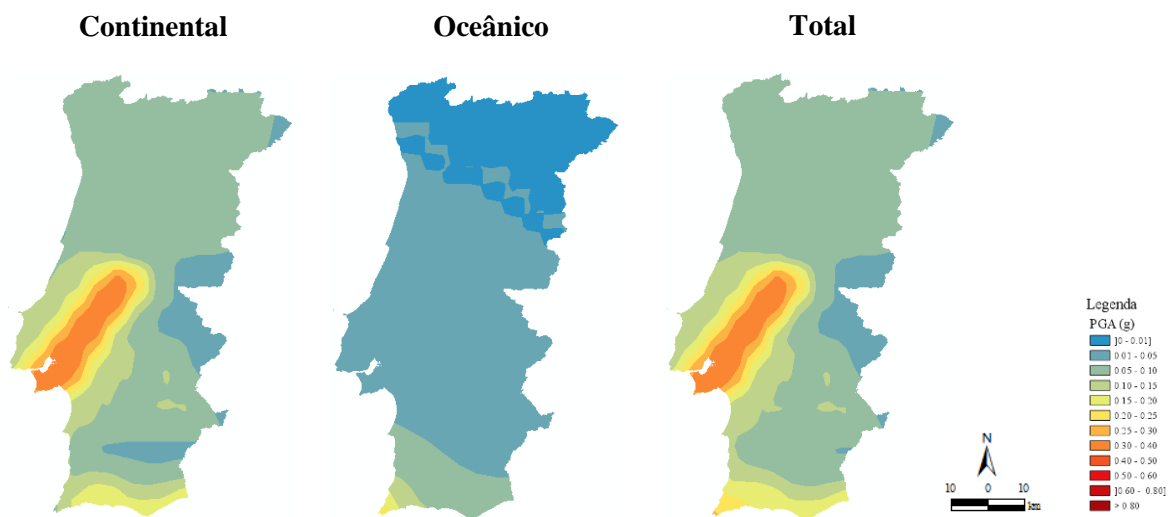 Continental
Oceânico
Total
Legenda
PGA (g)
]0 - 0.01]
0.01 - 0.05
0.05 - 0.10
0.10 - 0.15
0.15 - 0.20
0.20 - 0.25
0.25 - 0.30
0.30 - 0.40
0.40 - 0.50
0.50 - 0.60
]0.60 - 0.80]
> 0.80
N
10 0 10
km